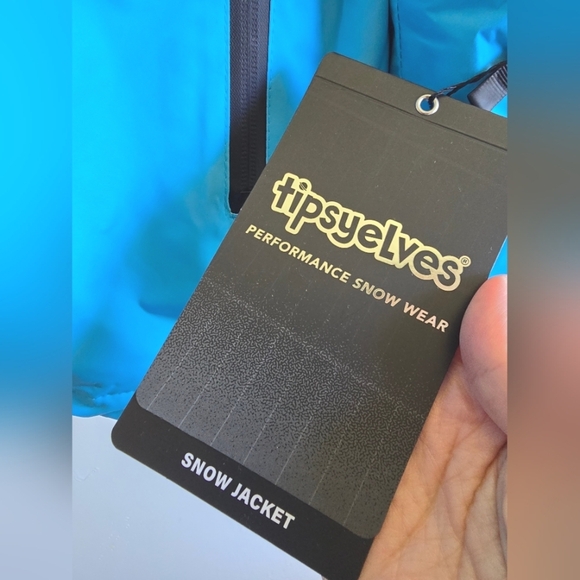 tipsyelves®
PERFORMANCE SNOW WEAR
SNOW JACKET